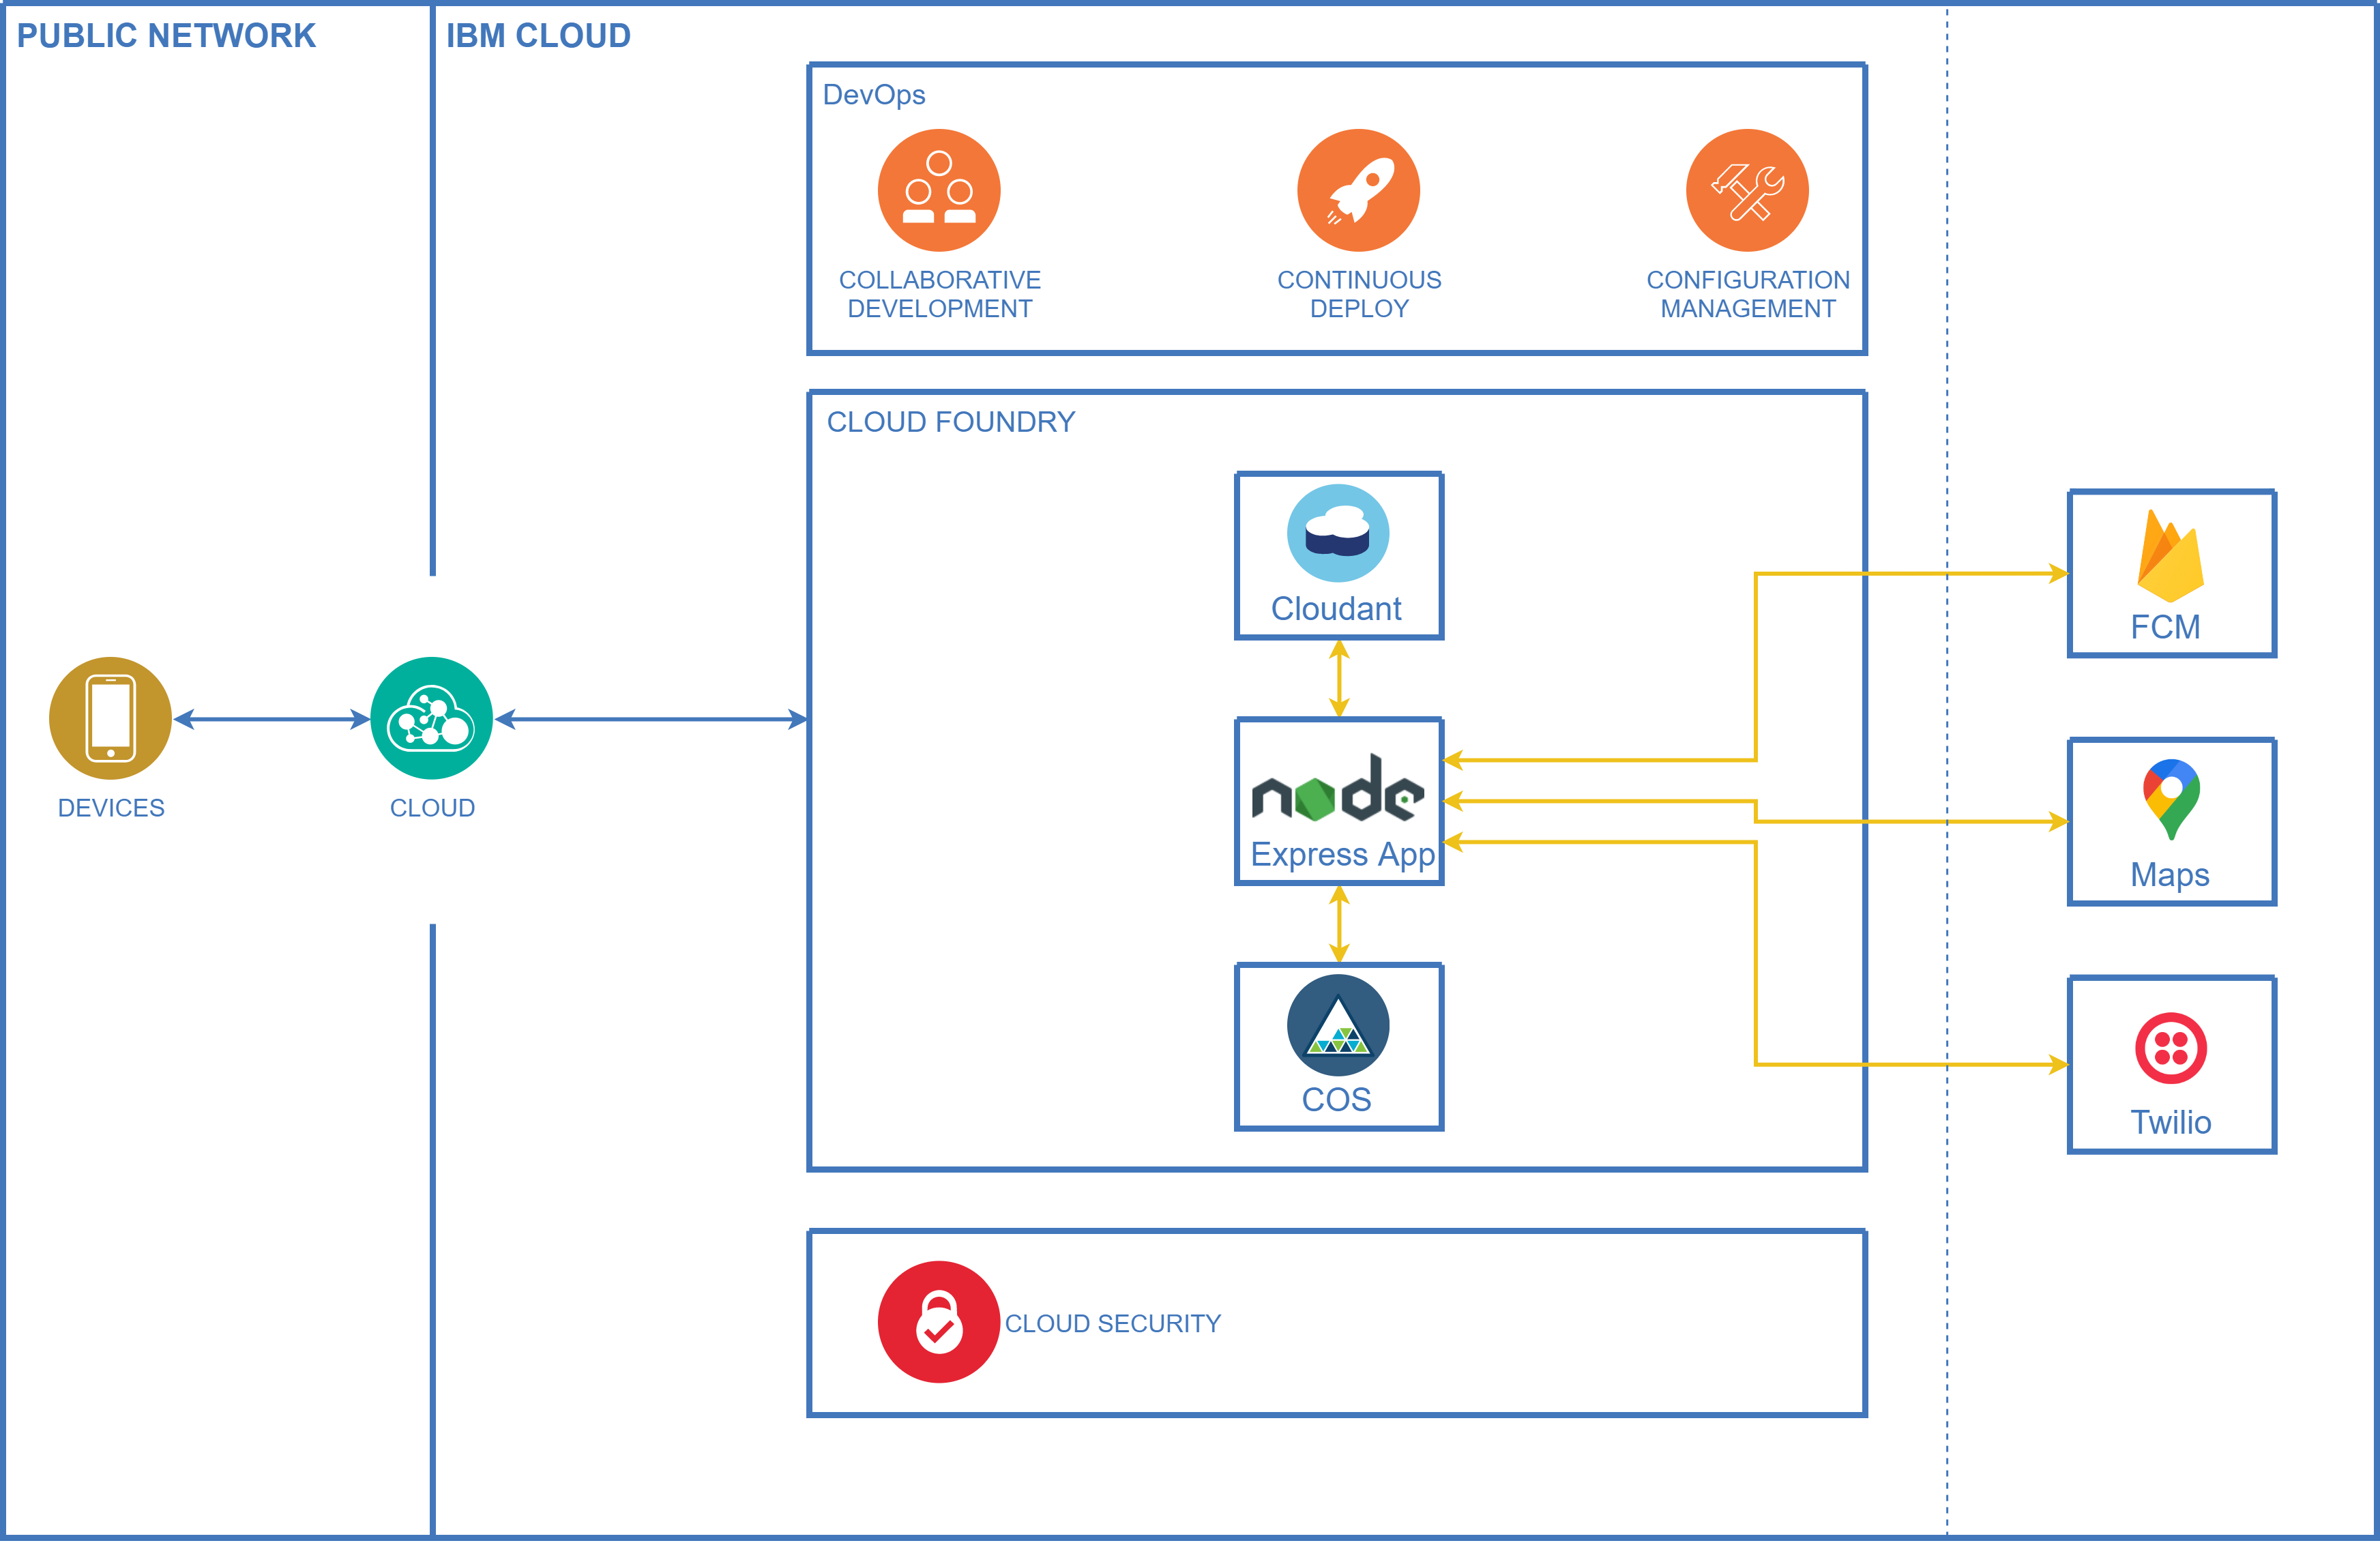 PUBLIC NETWORK
IBM CLOUD
DevOps
COLLABORATIVE
DEVELOPMENT
CONTINUOUS
DEPLOY
CONFIGURATION
MANAGEMENT
CLOUD FOUNDRY
Cloudant
FCM
DEVICES
CLOUD
node
Express App
Maps
COS
Twilio
CLOUD SECURITY